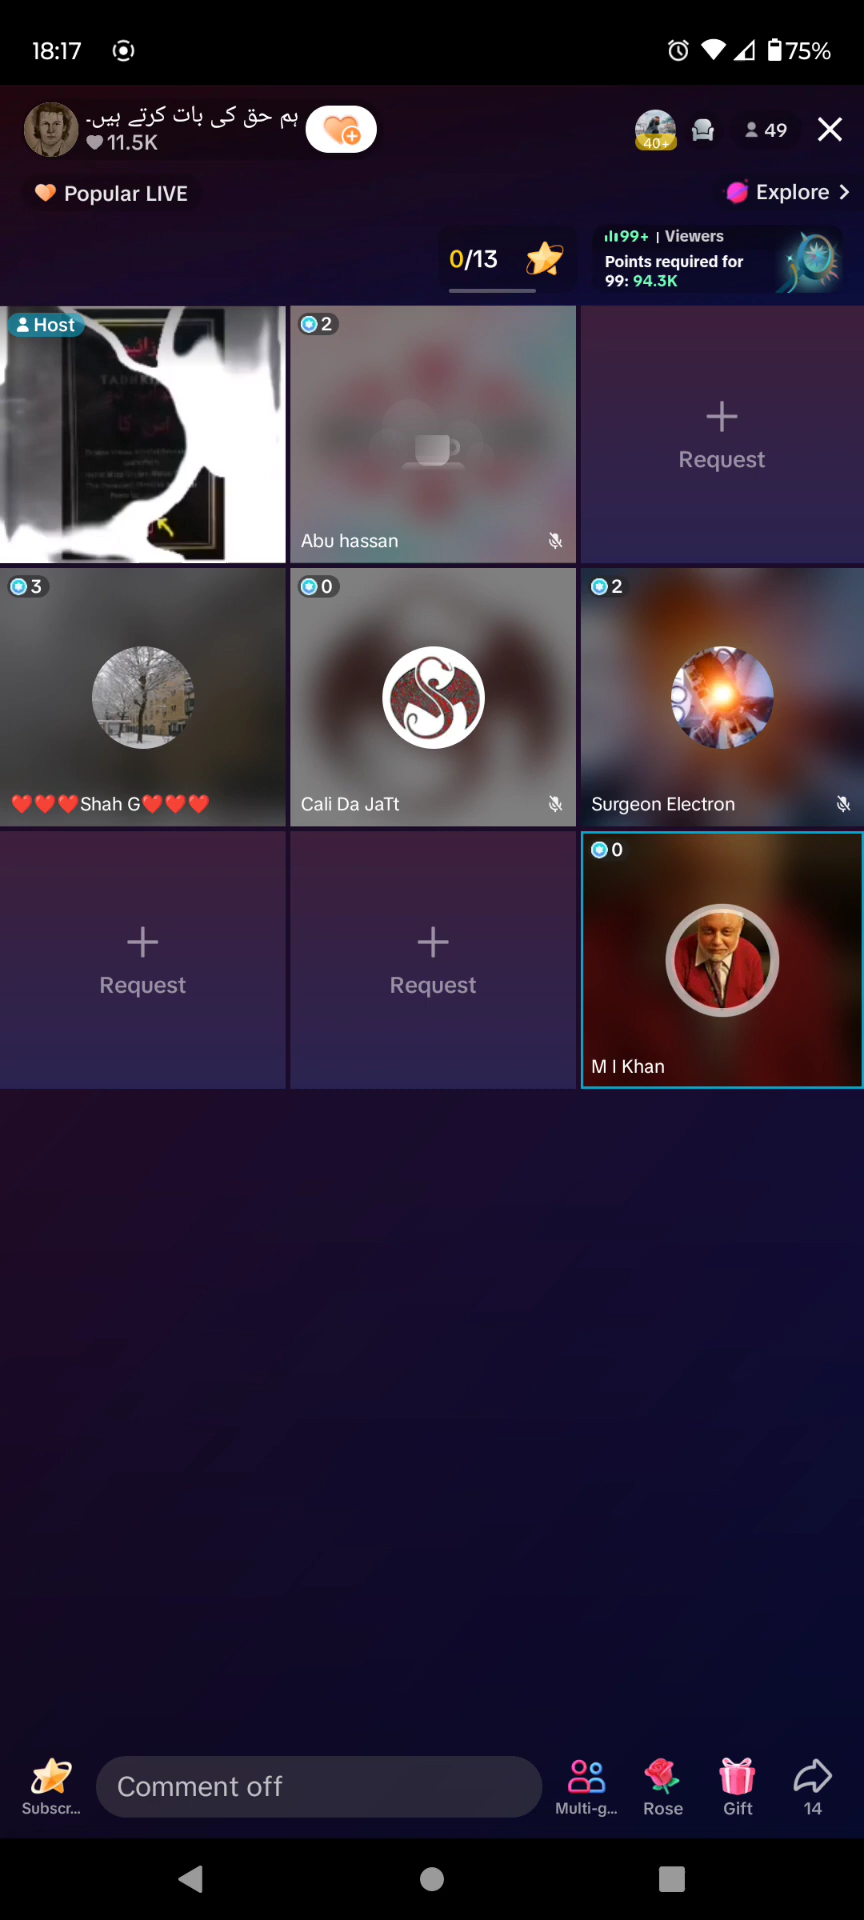 18:17
75%
ہم حق کی بات کرتے ہیں۔
11.5K
40+
49
Popular LIVE
Explore
0/13
99+ | Viewers
Points required for
99: 94.3K
Host
2
Abu hassan
Request
3
❤️❤️❤️Shah G❤️❤️❤️
0
Cali Da JaTt
2
Surgeon Electron
Request
Request
0
M I Khan
Subscr...
Comment off
Multi-g...
Rose
Gift
14